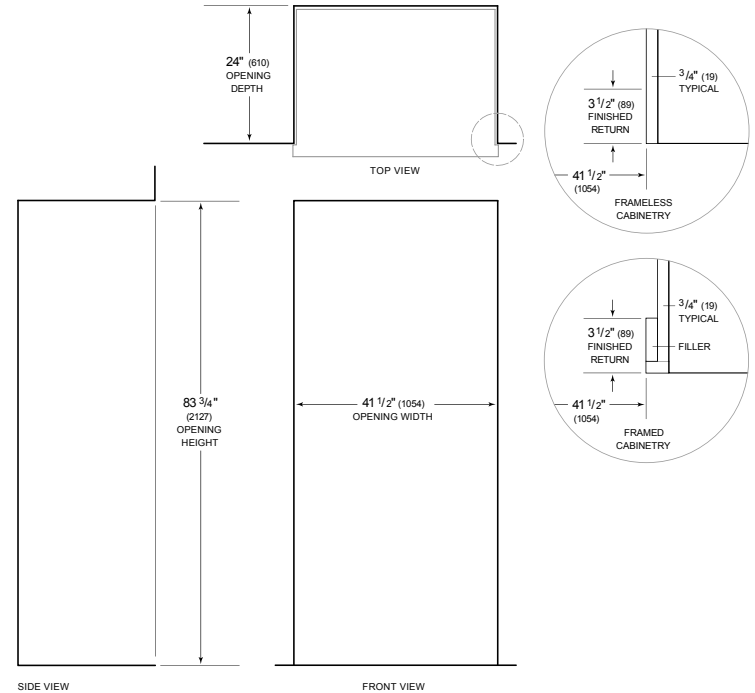 24" (610)
OPENING
DEPTH
TOP VIEW
3/4" (19)
TYPICAL
3 1/2" (89)
FINISHED
RETURN
41 1/2"
(1054)
FRAMELESS
CABINETRY
3/4" (19)
TYPICAL
3 1/2" (89)
FINISHED
RETURN
FILLER
41 1/2"
(1054)
FRAMED
CABINETRY
83 3/4"
(2127)
OPENING
HEIGHT
41 1/2" (1054)
OPENING WIDTH
SIDE VIEW
FRONT VIEW